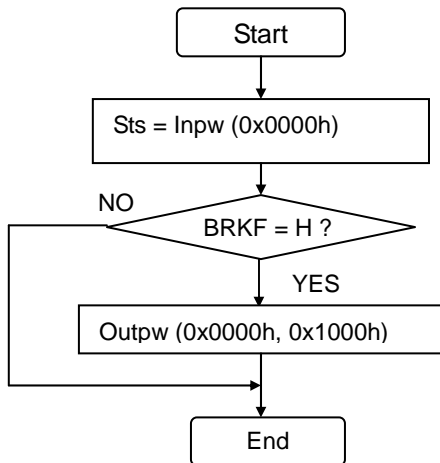 Start
Sts = Inpw (0x0000h)
NO
BRKF = H ?
YES
Outpw (0x0000h, 0x1000h)
End